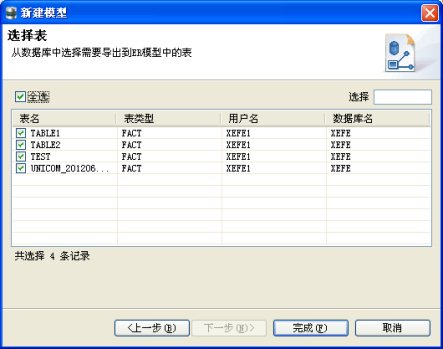 新建模型
选择表
从数据库中选择需要导出到ER模型中的表
全选 选择
表名 表类型 用户名 数据库名
TABLE1 FACT XEFE1 XEFE
TABLE2 FACT XEFE1 XEFE
TEST FACT XEFE1 XEFE
UNICOM_201206... FACT XEFE1 XEFE
共选择 4 条记录
<上一步(B) 下一步(N)> 完成(F) 取消